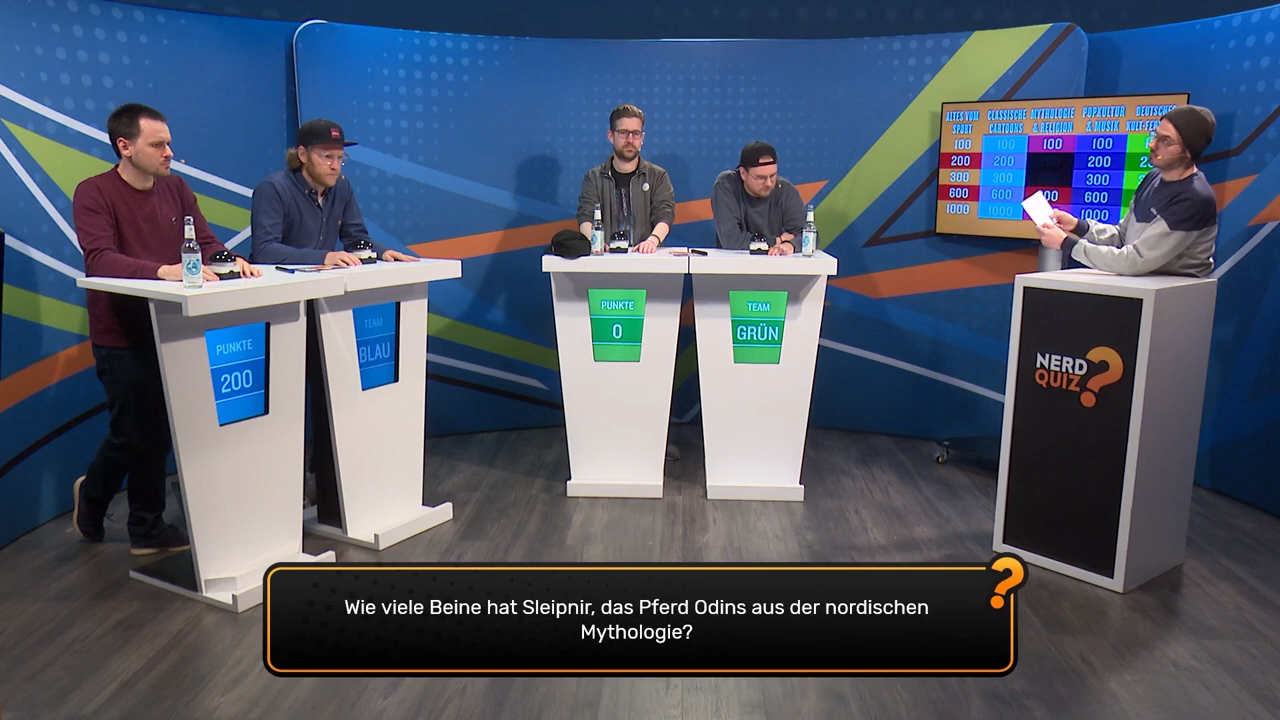 ALTES VOM SPORT
CLASSISCHE CARTOONS
MYTHOLOGIE & RELIGION
POPKULTUR & MUSIK
DEUTSCHES
100 100 100 100
200 200 200
300 300 300
600 600 600
1000 1000 1000
PUNKTE
200
TEAM
BLAU
PUNKTE
0
TEAM
GRÜN
NERD
QUIZ
Wie viele Beine hat Sleipnir, das Pferd Odins aus der nordischen
Mythologie?